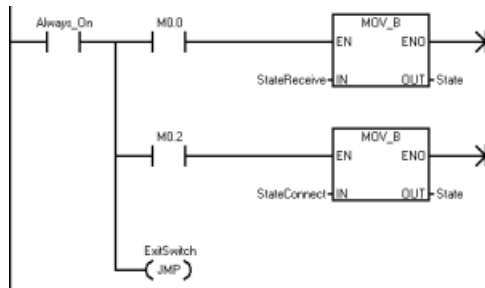 Always_On
M0.0
MOV_B
EN
ENO
StateReceive
IN
OUT
State
M0.2
MOV_B
EN
ENO
StateConnect
IN
OUT
State
ExitSwitch
JMP